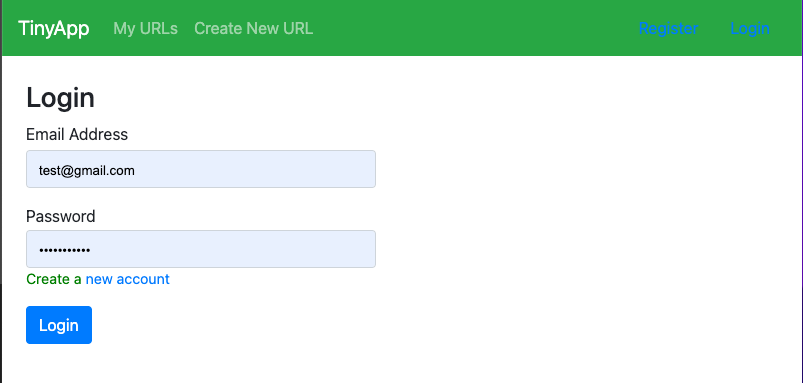 TinyApp My URLs Create New URL Register Login
Login
Email Address
test@gmail.com
Password
•••••••••••
Create a new account
Login